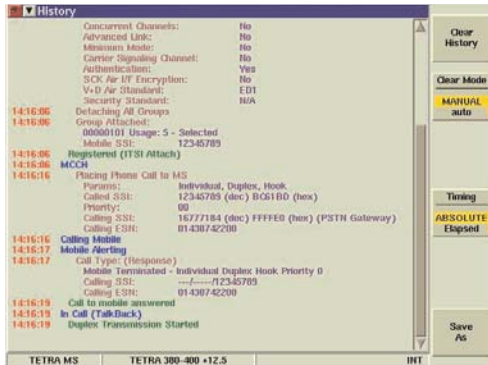 History
Concurrent Channels: No
Advanced Link: No
Minimum Mode: No
Carrier Signaling Channel: No
Authentication: Yes
SCK Air I/F Encryption: No
V+D Air Standard: ED1
Security Standard: N/A
14:16:06 Detaching All Groups
14:16:06 Group Attached:
00000101 Usage: 5 - Selected
Mobile SSI: 12345789
14:16:06 Registered (ITSI Attach)
14:16:06 MCCH
14:16:16 Placing Phone Call to MS
Params: Individual, Duplex, Hook
Called SSI: 12345789 (dec) BC61BD (hex)
Priority: 00
Calling SSI: 16777184 (dec) FFFFE0 (hex) (PSTN Gateway)
Calling ESN: 01438742200
14:16:16 Calling Mobile
14:16:17 Mobile Alerting
14:16:17 Call Type: (Response)
Mobile Terminated - Individual Duplex Hook Priority 0
Calling SSI: ---/-----/12345789
Calling ESN: 01438742200
14:16:19 Call to mobile answered
14:16:19 In Call (TalkBack)
14:16:19 Duplex Transmission Started
TETRA MS TETRA 380-400 +12.5 INT
Clear
History
Clear Mode
MANUAL
auto
Timing
ABSOLUTE
Elapsed
Save
As